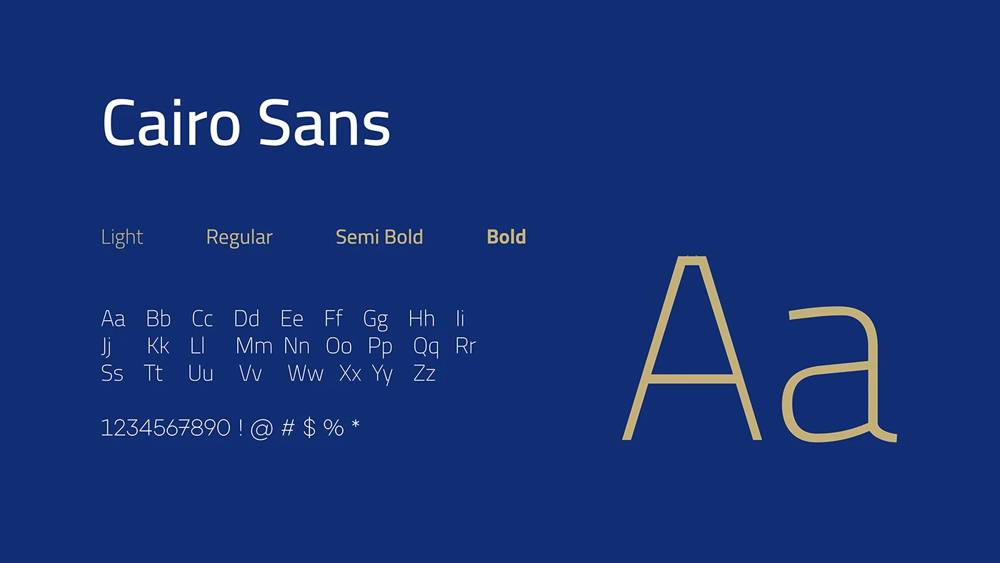 Cairo Sans
Light Regular Semi Bold Bold
Aa Bb Cc Dd Ee Ff Gg Hh Ii
Jj Kk Ll Mm Nn Oo Pp Qq Rr
Ss Tt Uu Vv Ww Xx Yy Zz
1234567890 ! @ # $ % *
Aa